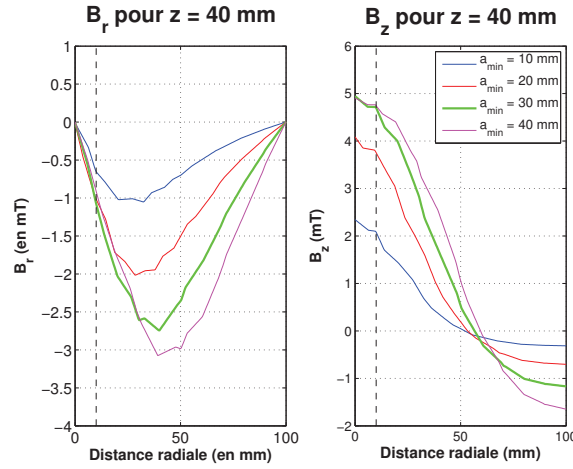 B_r pour z = 40 mm
B_r (en mT)
1
0.5
0
−0.5
−1
−1.5
−2
−2.5
−3
−3.5
−4
0
50
100
Distance radiale (en mm)
B_z pour z = 40 mm
B_z (mT)
6
5
4
3
2
1
0
−1
−2
0
50
100
Distance radiale (mm)
a_min = 10 mm
a_min = 20 mm
a_min = 30 mm
a_min = 40 mm